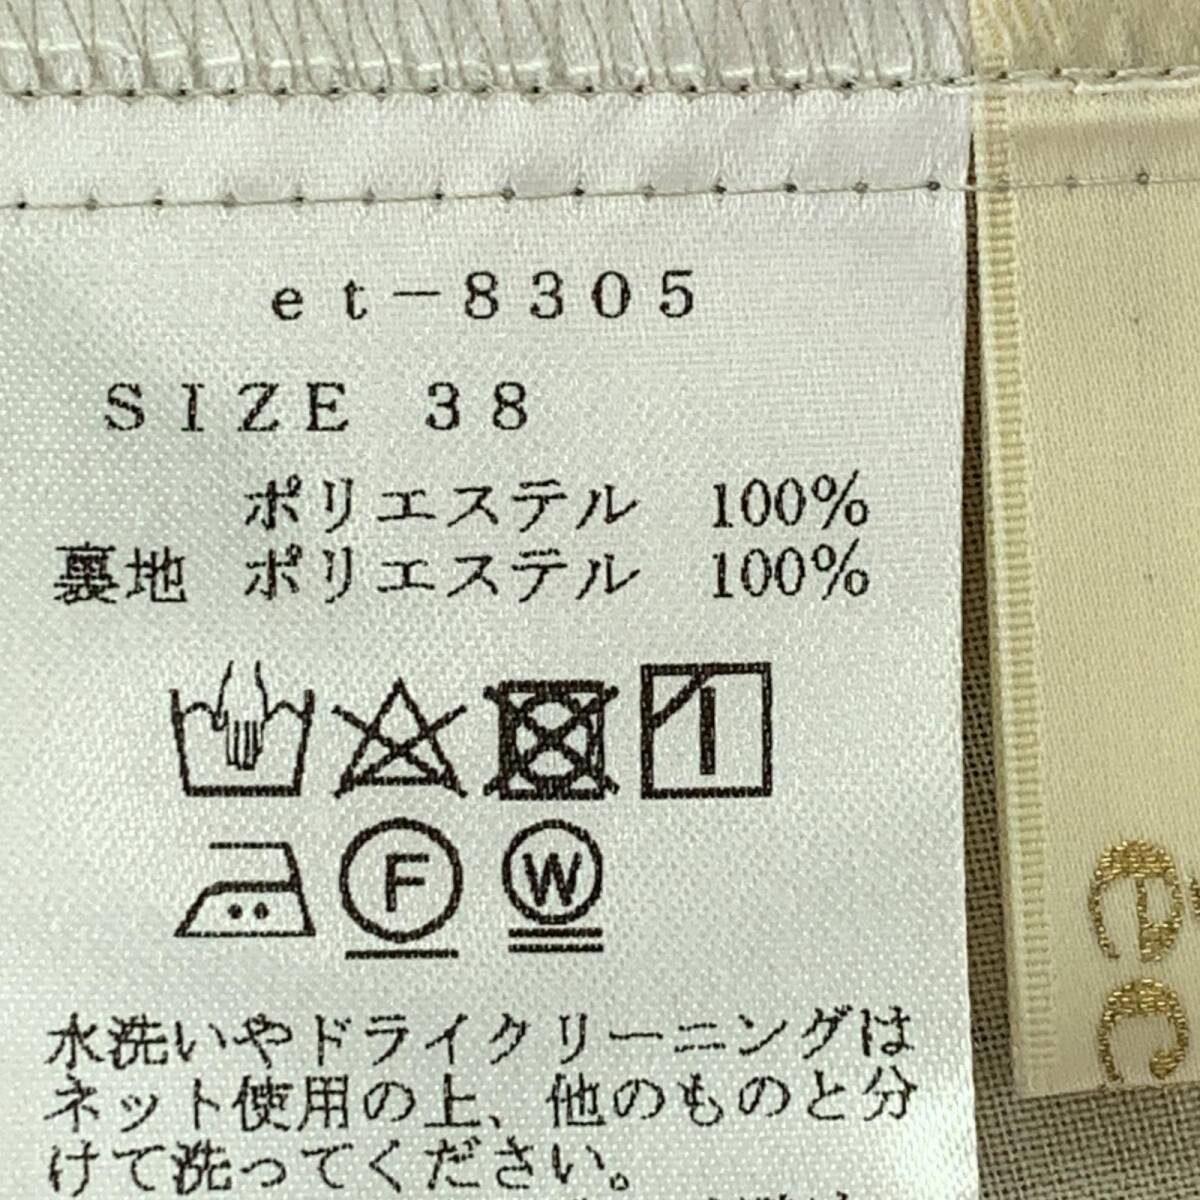 et-8305
SIZE 38
ポリエステル 100%
裏地 ポリエステル 100%
F
W
水洗いやドライクリーニングは
ネット使用の上、他のものと分
けて洗ってください。
ec